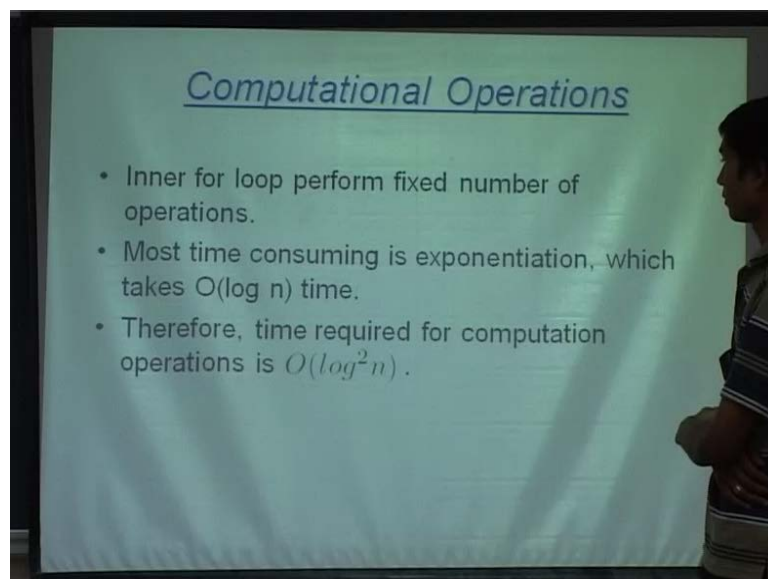 Computational Operations
• Inner for loop perform fixed number of
operations.
• Most time consuming is exponentiation, which
takes O(log n) time.
• Therefore, time required for computation
operations is O(log²n).